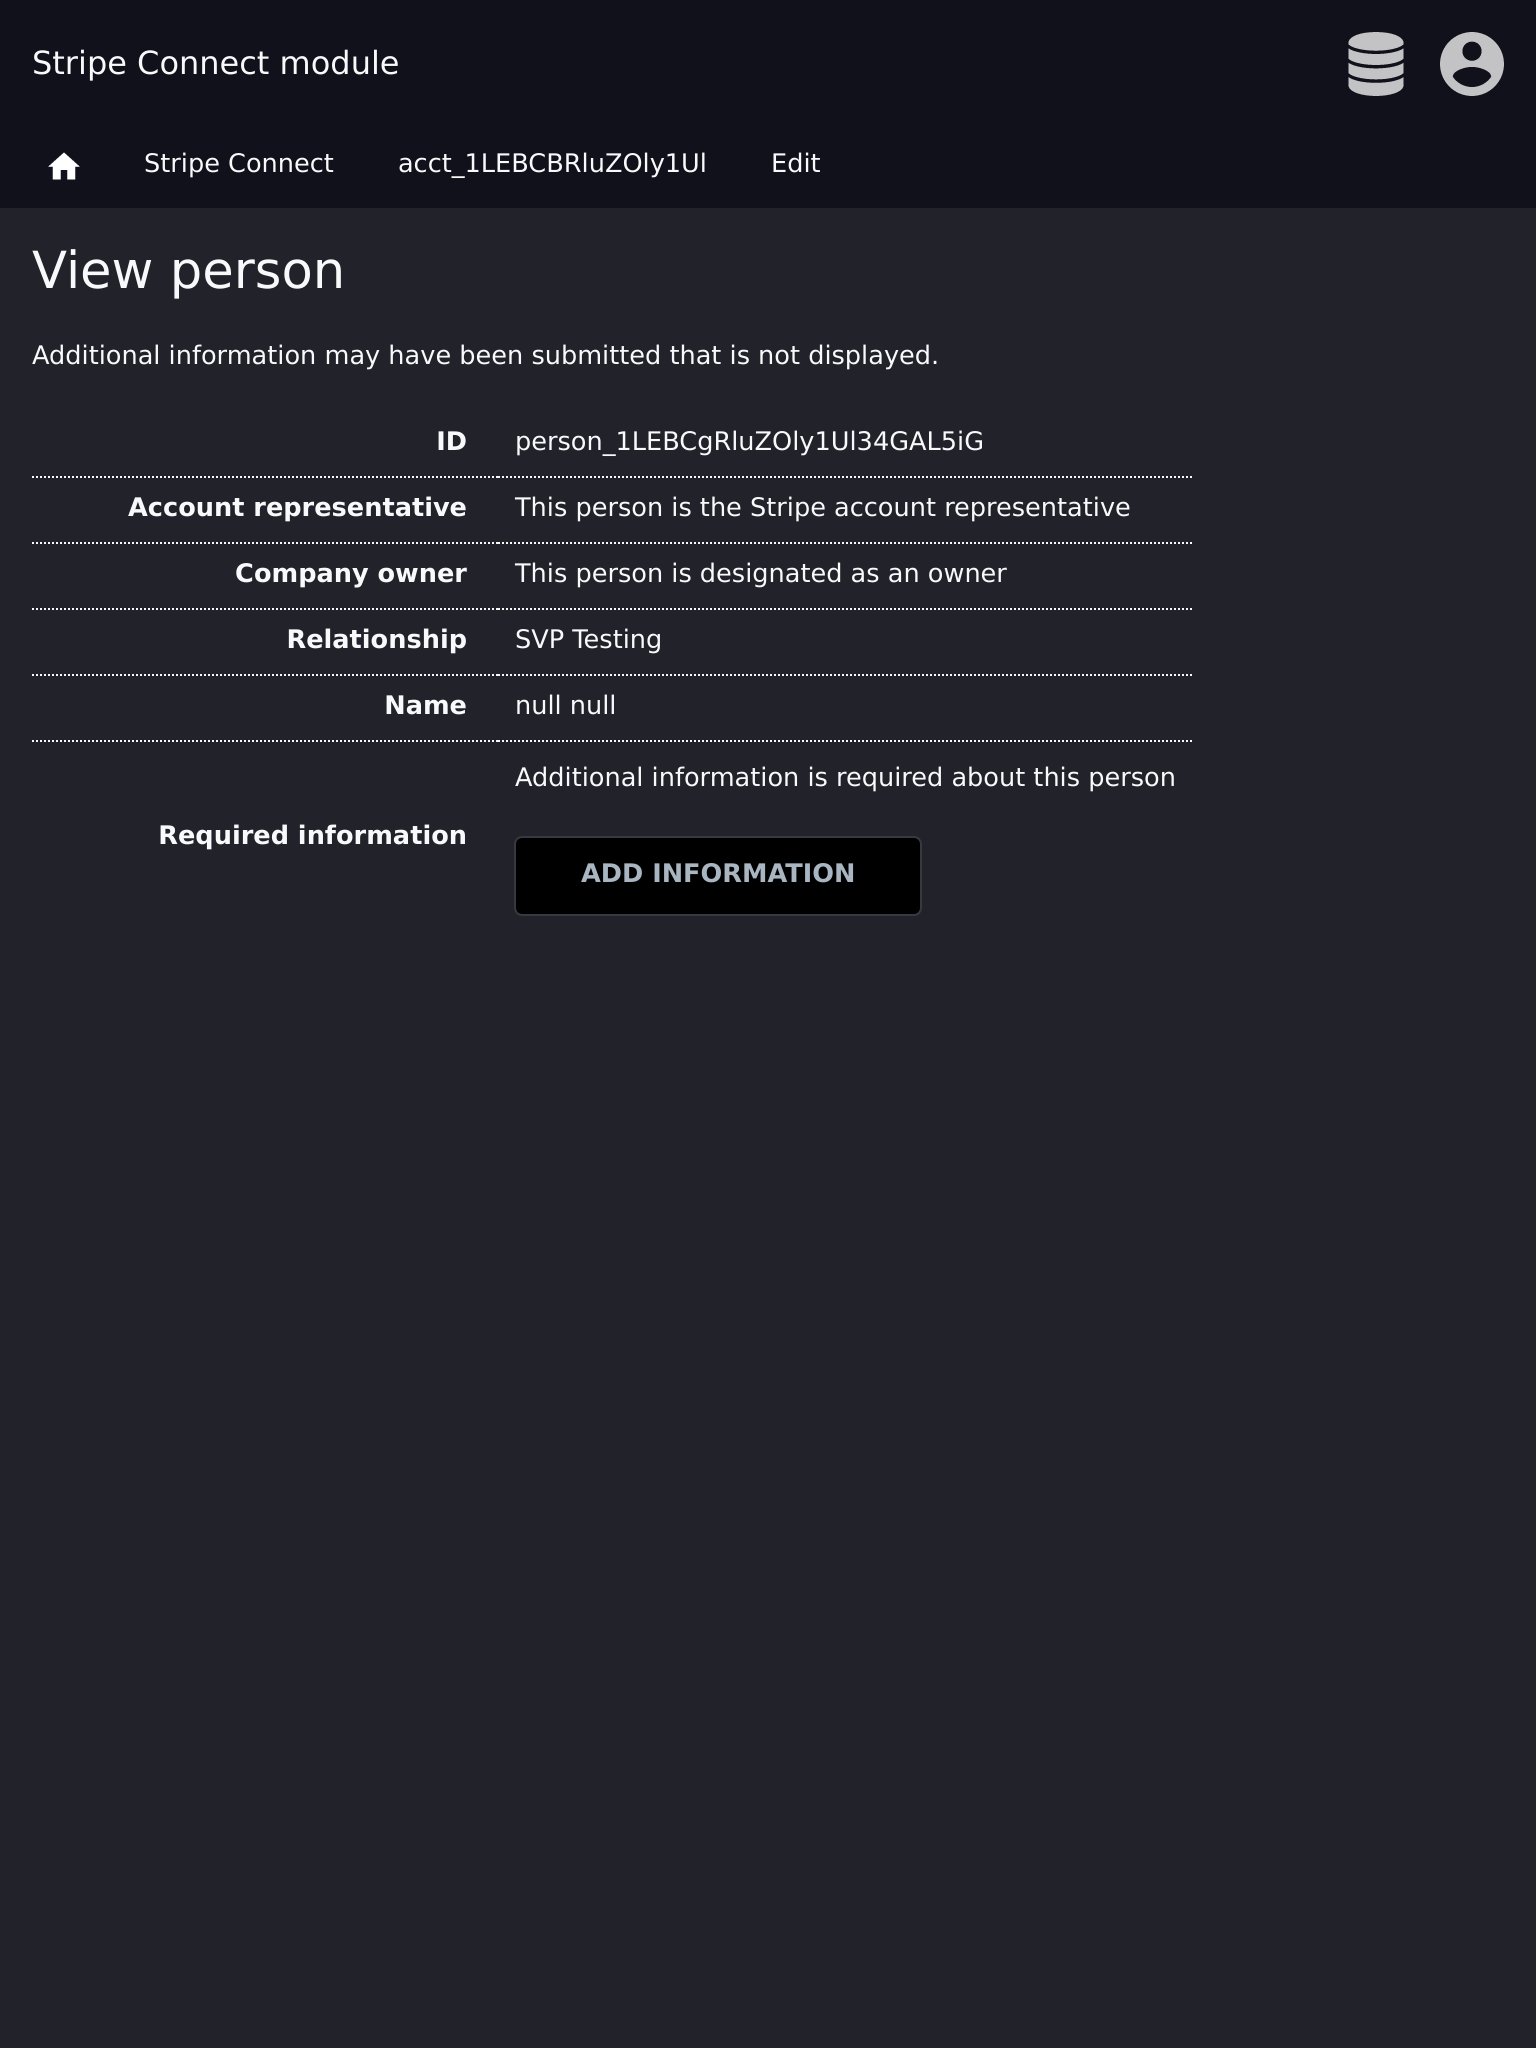 Stripe Connect module
Stripe Connect acct_1LEBCBRluZOly1Ul Edit
View person
Additional information may have been submitted that is not displayed.
ID person_1LEBCgRluZOly1Ul34GAL5iG
Account representative This person is the Stripe account representative
Company owner This person is designated as an owner
Relationship SVP Testing
Name null null
Additional information is required about this person
Required information
ADD INFORMATION